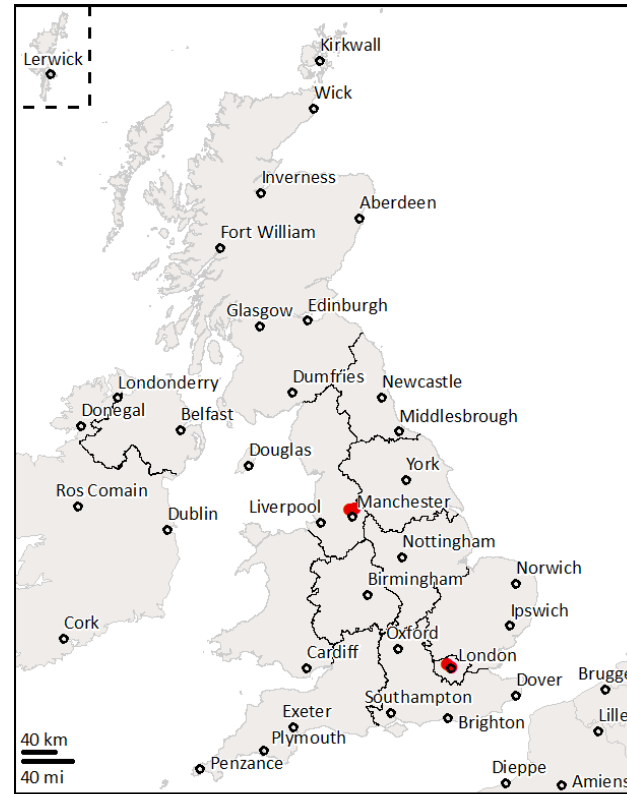 Kirkwall
Lerwick
Wick
Inverness
Aberdeen
Fort William
Glasgow
Edinburgh
Londonderry
Dumfries
Newcastle
Donegal
Belfast
Middlesbrough
Douglas
York
Ros Comain
Liverpool
Manchester
Dublin
Nottingham
Birmingham
Norwich
Cork
Ipswich
Oxford
Cardiff
London
Dover
Brugge
Southampton
Exeter
Brighton
Lille
Plymouth
40 km
Penzance
40 mi
Dieppe
Amiens